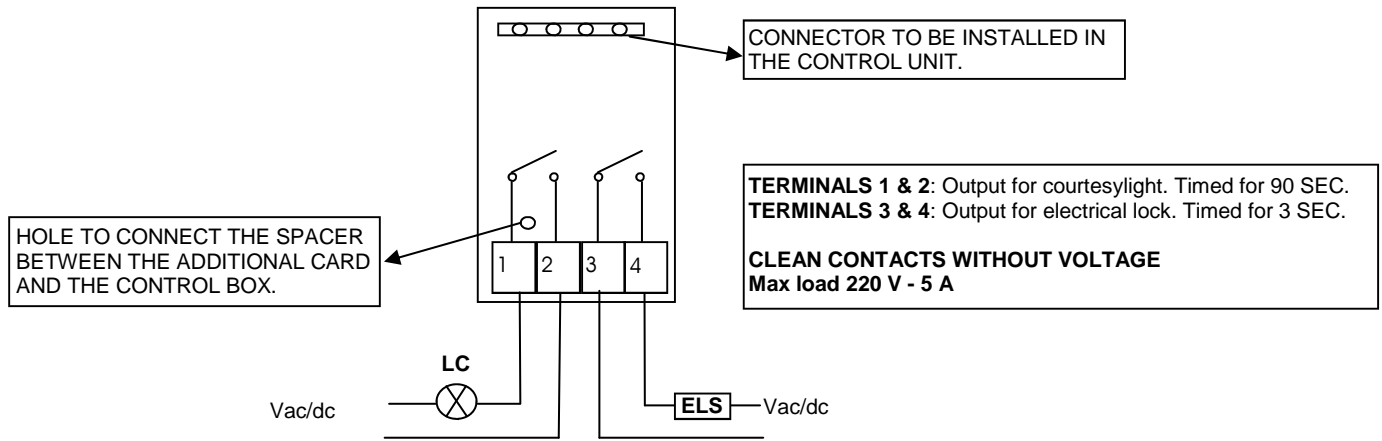 CONNECTOR TO BE INSTALLED IN
THE CONTROL UNIT.
TERMINALS 1 & 2: Output for courtesylight. Timed for 90 SEC.
TERMINALS 3 & 4: Output for electrical lock. Timed for 3 SEC.
CLEAN CONTACTS WITHOUT VOLTAGE
Max load 220 V - 5 A
HOLE TO CONNECT THE SPACER
BETWEEN THE ADDITIONAL CARD
AND THE CONTROL BOX.
1 2 3 4
LC
Vac/dc
ELS Vac/dc